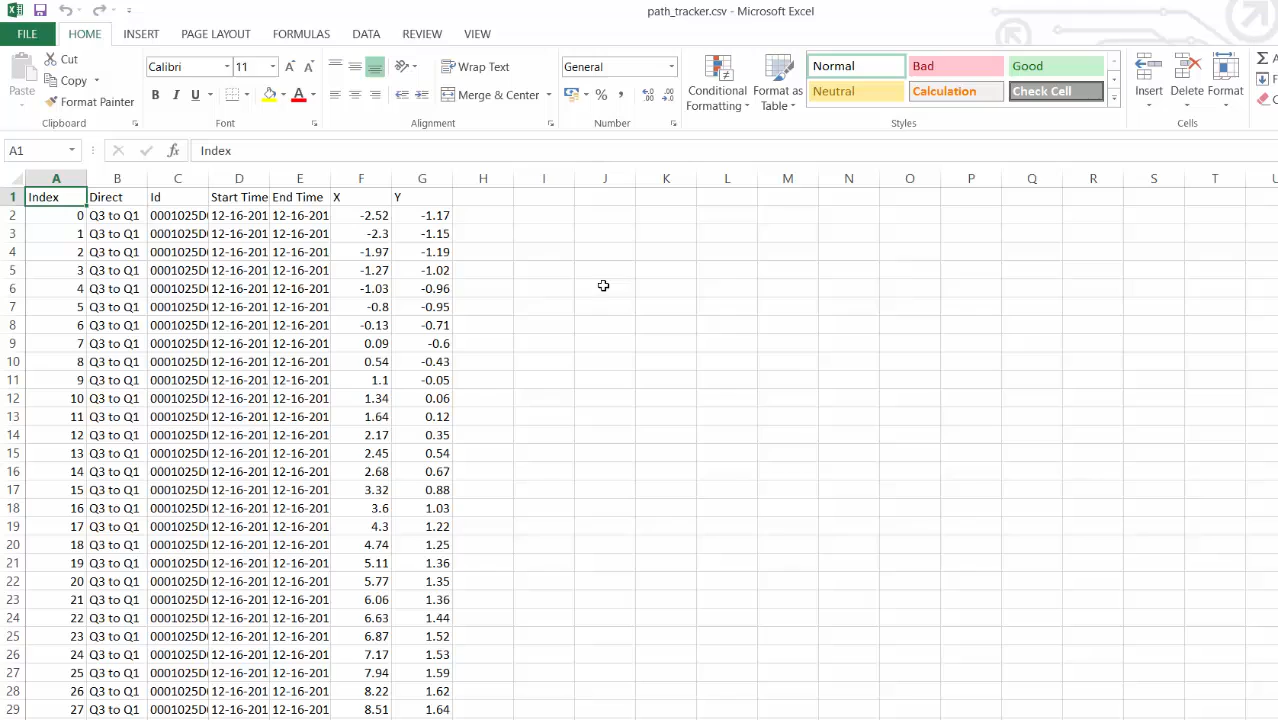 path_tracker.csv - Microsoft Excel
FILE HOME INSERT PAGE LAYOUT FORMULAS DATA REVIEW VIEW
Cut
Copy
Format Painter
Paste
Clipboard
Calibri 11
B I U A
Font
Wrap Text
Merge & Center
Alignment
General
Number
Conditional Formatting
Format as Table
Normal Bad Good
Neutral Calculation Check Cell
Styles
Insert Delete Format
Cells
A1 fx Index
A B C D E F G H I J K L M N O P Q R S T
1 Index Direct Id Start Time End Time X Y
2 0 Q3 to Q1 0001025D 12-16-201 12-16-201 -2.52 -1.17
3 1 Q3 to Q1 0001025D 12-16-201 12-16-201 -2.3 -1.15
4 2 Q3 to Q1 0001025D 12-16-201 12-16-201 -1.97 -1.19
5 3 Q3 to Q1 0001025D 12-16-201 12-16-201 -1.27 -1.02
6 4 Q3 to Q1 0001025D 12-16-201 12-16-201 -1.03 -0.96
7 5 Q3 to Q1 0001025D 12-16-201 12-16-201 -0.8 -0.95
8 6 Q3 to Q1 0001025D 12-16-201 12-16-201 -0.13 -0.71
9 7 Q3 to Q1 0001025D 12-16-201 12-16-201 0.09 -0.6
10 8 Q3 to Q1 0001025D 12-16-201 12-16-201 0.54 -0.43
11 9 Q3 to Q1 0001025D 12-16-201 12-16-201 1.1 -0.05
12 10 Q3 to Q1 0001025D 12-16-201 12-16-201 1.34 0.06
13 11 Q3 to Q1 0001025D 12-16-201 12-16-201 1.64 0.12
14 12 Q3 to Q1 0001025D 12-16-201 12-16-201 2.17 0.35
15 13 Q3 to Q1 0001025D 12-16-201 12-16-201 2.45 0.54
16 14 Q3 to Q1 0001025D 12-16-201 12-16-201 2.68 0.67
17 15 Q3 to Q1 0001025D 12-16-201 12-16-201 3.32 0.88
18 16 Q3 to Q1 0001025D 12-16-201 12-16-201 3.6 1.03
19 17 Q3 to Q1 0001025D 12-16-201 12-16-201 4.3 1.22
20 18 Q3 to Q1 0001025D 12-16-201 12-16-201 4.74 1.25
21 19 Q3 to Q1 0001025D 12-16-201 12-16-201 5.11 1.36
22 20 Q3 to Q1 0001025D 12-16-201 12-16-201 5.77 1.35
23 21 Q3 to Q1 0001025D 12-16-201 12-16-201 6.06 1.36
24 22 Q3 to Q1 0001025D 12-16-201 12-16-201 6.63 1.44
25 23 Q3 to Q1 0001025D 12-16-201 12-16-201 6.87 1.52
26 24 Q3 to Q1 0001025D 12-16-201 12-16-201 7.17 1.53
27 25 Q3 to Q1 0001025D 12-16-201 12-16-201 7.94 1.59
28 26 Q3 to Q1 0001025D 12-16-201 12-16-201 8.22 1.62
29 27 Q3 to Q1 0001025D 12-16-201 12-16-201 8.51 1.64